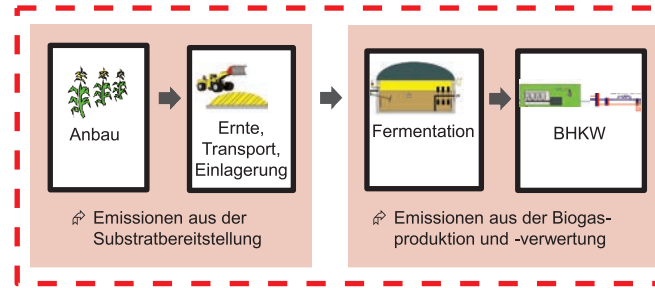 Anbau
Ernte,
Transport,
Einlagerung
Fermentation
BHKW
Emissionen aus der
Substratbereitstellung
Emissionen aus der Biogas-
produktion und -verwertung